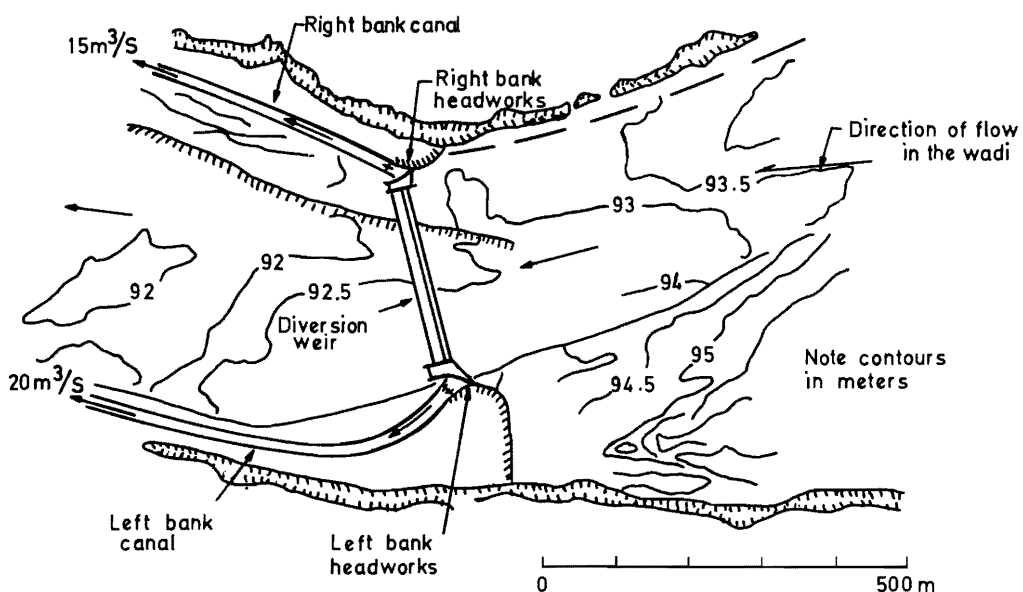 Right bank canal
15m³/S
Right bank
headworks
Direction of flow
in the wadi
93.5
93
92
92
92.5
94
Diversion
weir
95
94.5
Note contours
in meters
20m³/S
Left bank
canal
Left bank
headworks
0
500 m